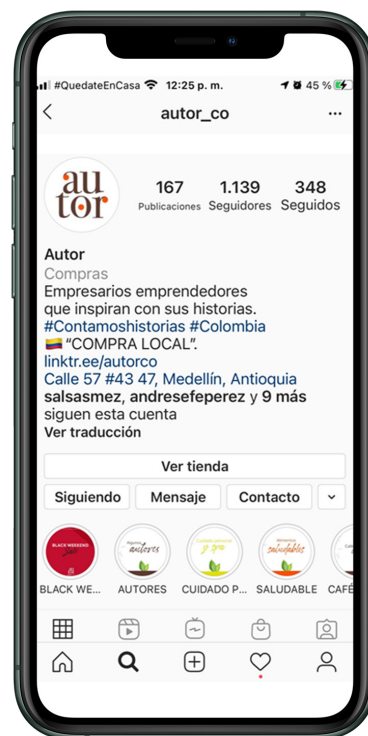 #QuedateEnCasa 12:25 p. m. 45 %
autor_co
au
tor
167 1.139 348
Publicaciones Seguidores Seguidos
Autor
Compras
Empresarios emprendedores
que inspiran con sus historias.
#Contamoshistorias #Colombia
🇨🇴 “COMPRA LOCAL”.
linktr.ee/autorco
Calle 57 #43 47, Medellín, Antioquia
salsasmez, andresefeperez y 9 más
siguen esta cuenta
Ver traducción
Ver tienda
Siguiendo Mensaje Contacto
BLACK WEEKEND
autores
Cuidado personal
y spa
saludables
BLACK WE... AUTORES CUIDADO P... SALUDABLE CAFÉ